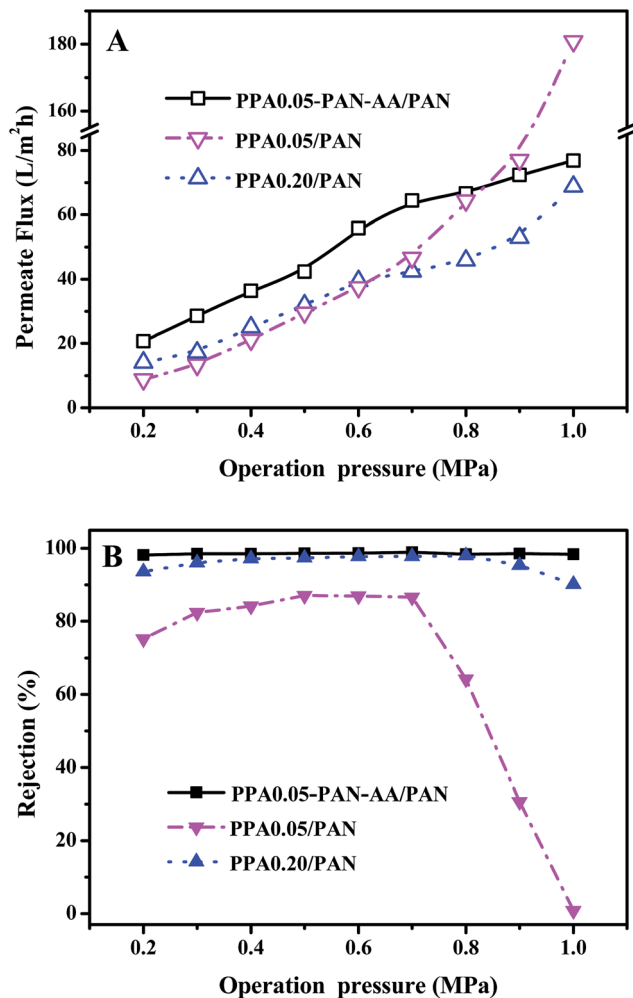 A
180
160
80
60
40
20
0
Permeate Flux (L/m²h)
PPA0.05-PAN-AA/PAN
PPA0.05/PAN
PPA0.20/PAN
0.2 0.4 0.6 0.8 1.0
Operation pressure (MPa)
B
100
80
60
40
20
0
Rejection (%)
PPA0.05-PAN-AA/PAN
PPA0.05/PAN
PPA0.20/PAN
0.2 0.4 0.6 0.8 1.0
Operation pressure (MPa)